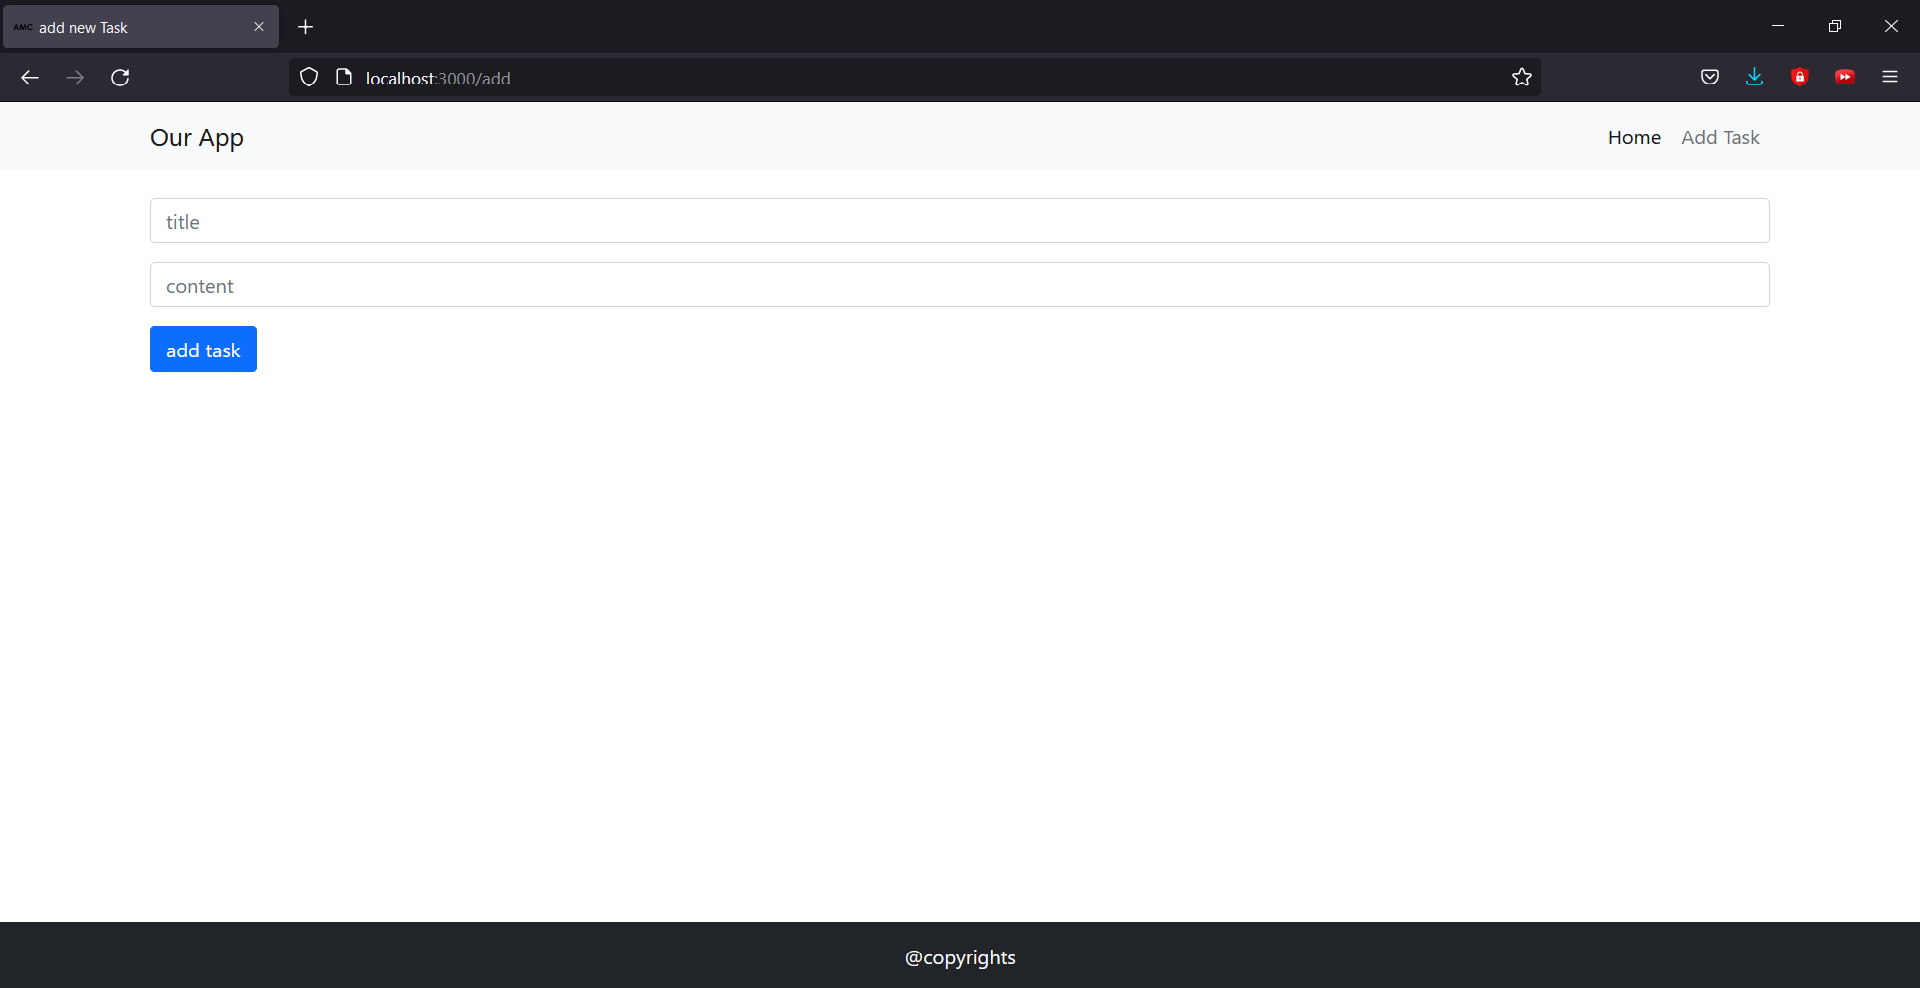 AMC add new Task
localhost:3000/add
Our App
Home Add Task
title
content
add task
@copyrights